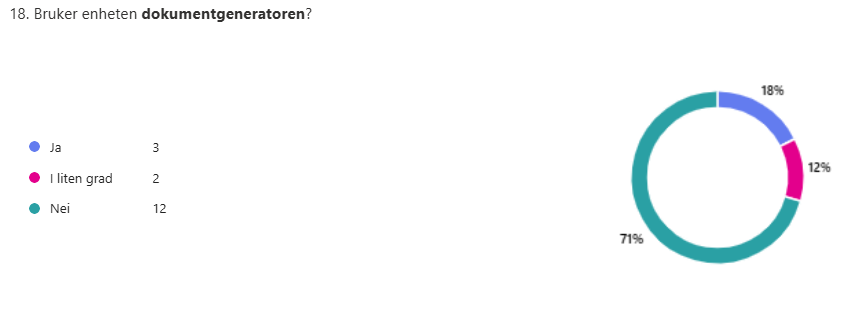 18. Bruker enheten dokumentgeneratoren?
18%
Ja 3
12%
I liten grad 2
Nei 12
71%